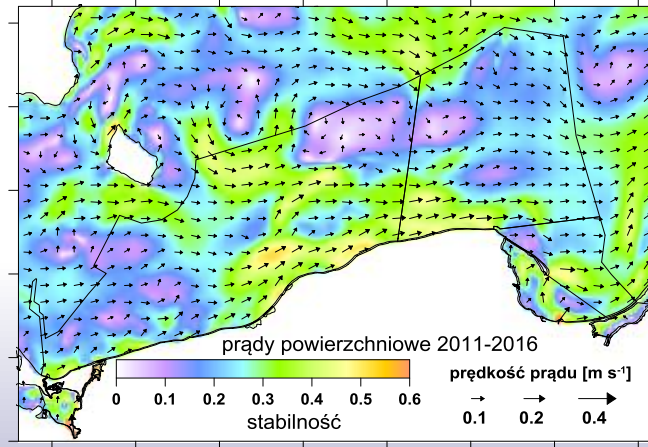 prądy powierzchniowe 2011-2016
0 0.1 0.2 0.3 0.4 0.5 0.6
stabilność
prędkość prądu [m s⁻¹]
0.1 0.2 0.4